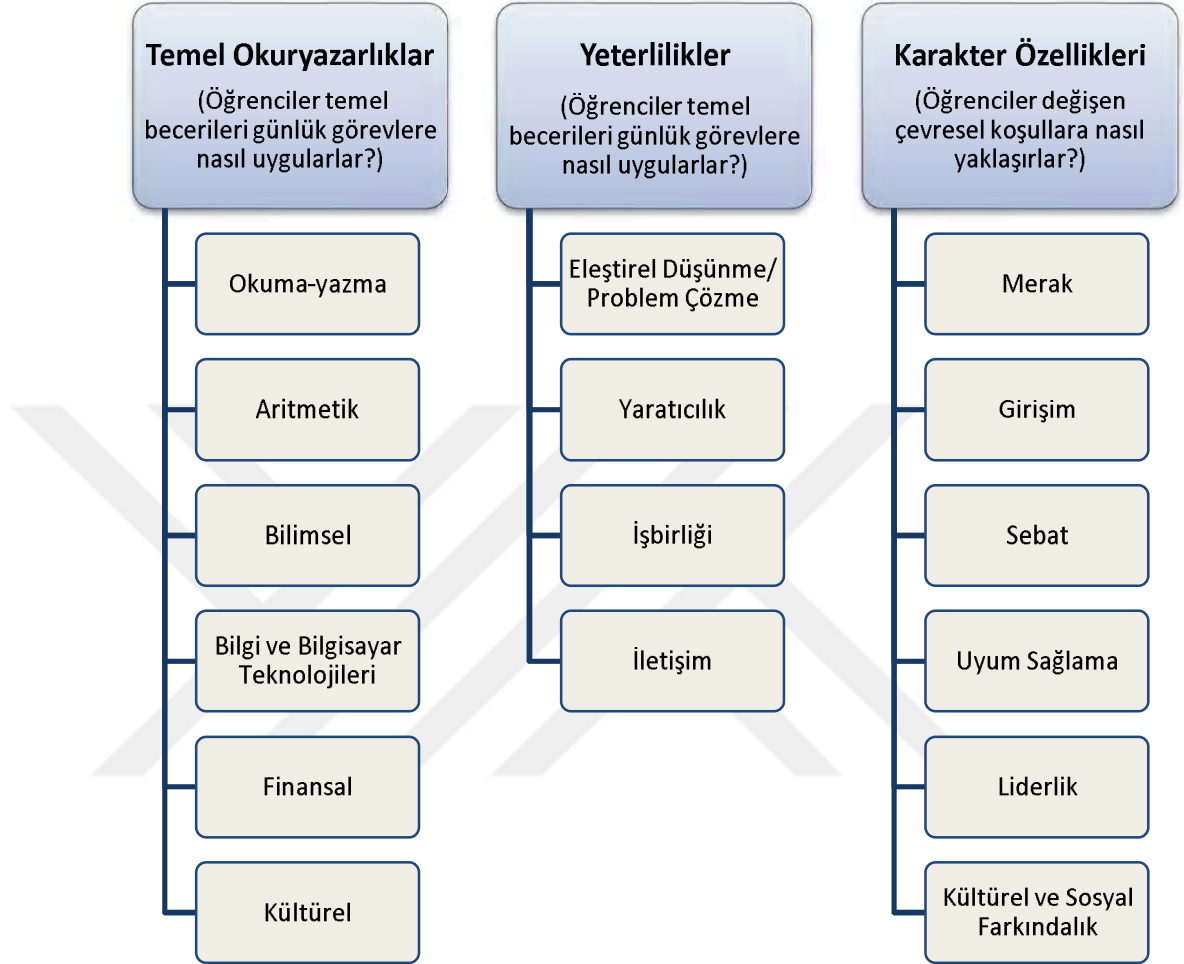 Temel Okuryazarlıklar
(Öğrenciler temel
becerileri günlük görevlere
nasıl uygularlar?)
Okuma-yazma
Aritmetik
Bilimsel
Bilgi ve Bilgisayar
Teknolojileri
Finansal
Kültürel
Yeterlilikler
(Öğrenciler temel
becerileri günlük görevlere
nasıl uygularlar?)
Eleştirel Düşünme/
Problem Çözme
Yaratıcılık
İşbirliği
İletişim
Karakter Özellikleri
(Öğrenciler değişen
çevresel koşullara nasıl
yaklaşırlar?)
Merak
Girişim
Sebat
Uyum Sağlama
Liderlik
Kültürel ve Sosyal
Farkındalık